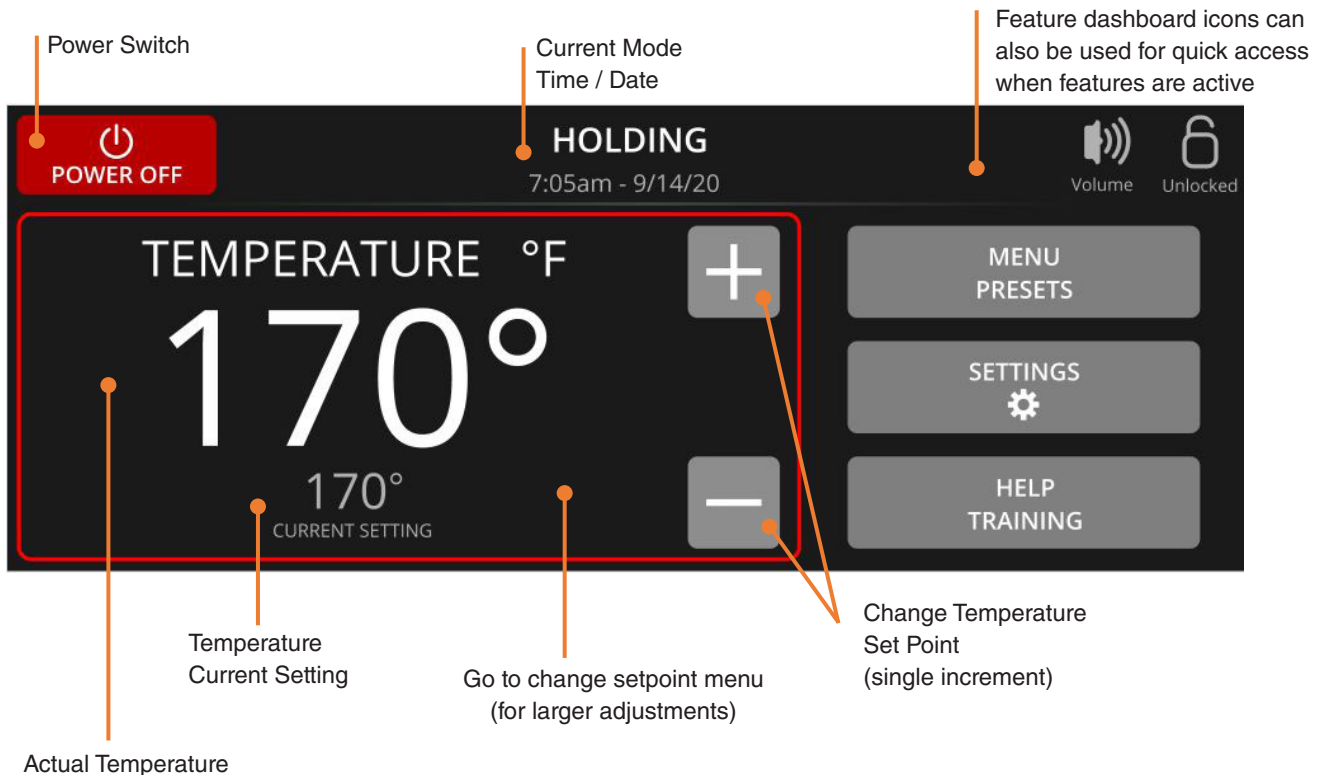 Power Switch
Current Mode
Time / Date
Feature dashboard icons can
also be used for quick access
when features are active
POWER OFF
HOLDING
7:05am - 9/14/20
Volume
Unlocked
TEMPERATURE °F
170°
170°
CURRENT SETTING
+
−
MENU
PRESETS
SETTINGS
HELP
TRAINING
Temperature
Current Setting
Go to change setpoint menu
(for larger adjustments)
Change Temperature
Set Point
(single increment)
Actual Temperature